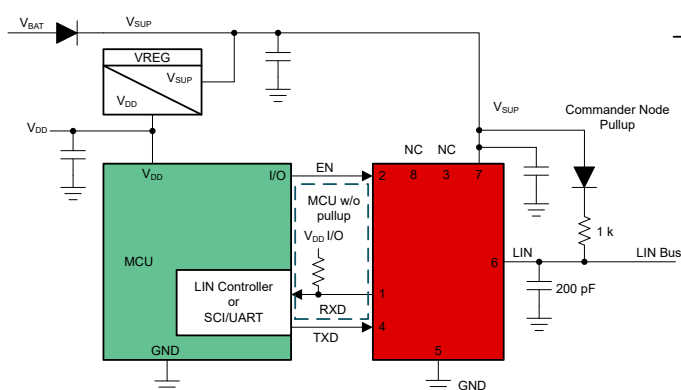 VBAT
VSUP
VREG
VSUP
VDD
VDD
VSUP
Commander Node
Pullup
VDD
I/O
EN
2
NC
NC
8
3
7
MCU w/o
pullup
VDD I/O
1 k
MCU
LIN
LIN Bus
6
LIN Controller
or
SCI/UART
1
200 pF
RXD
4
TXD
GND
5
GND